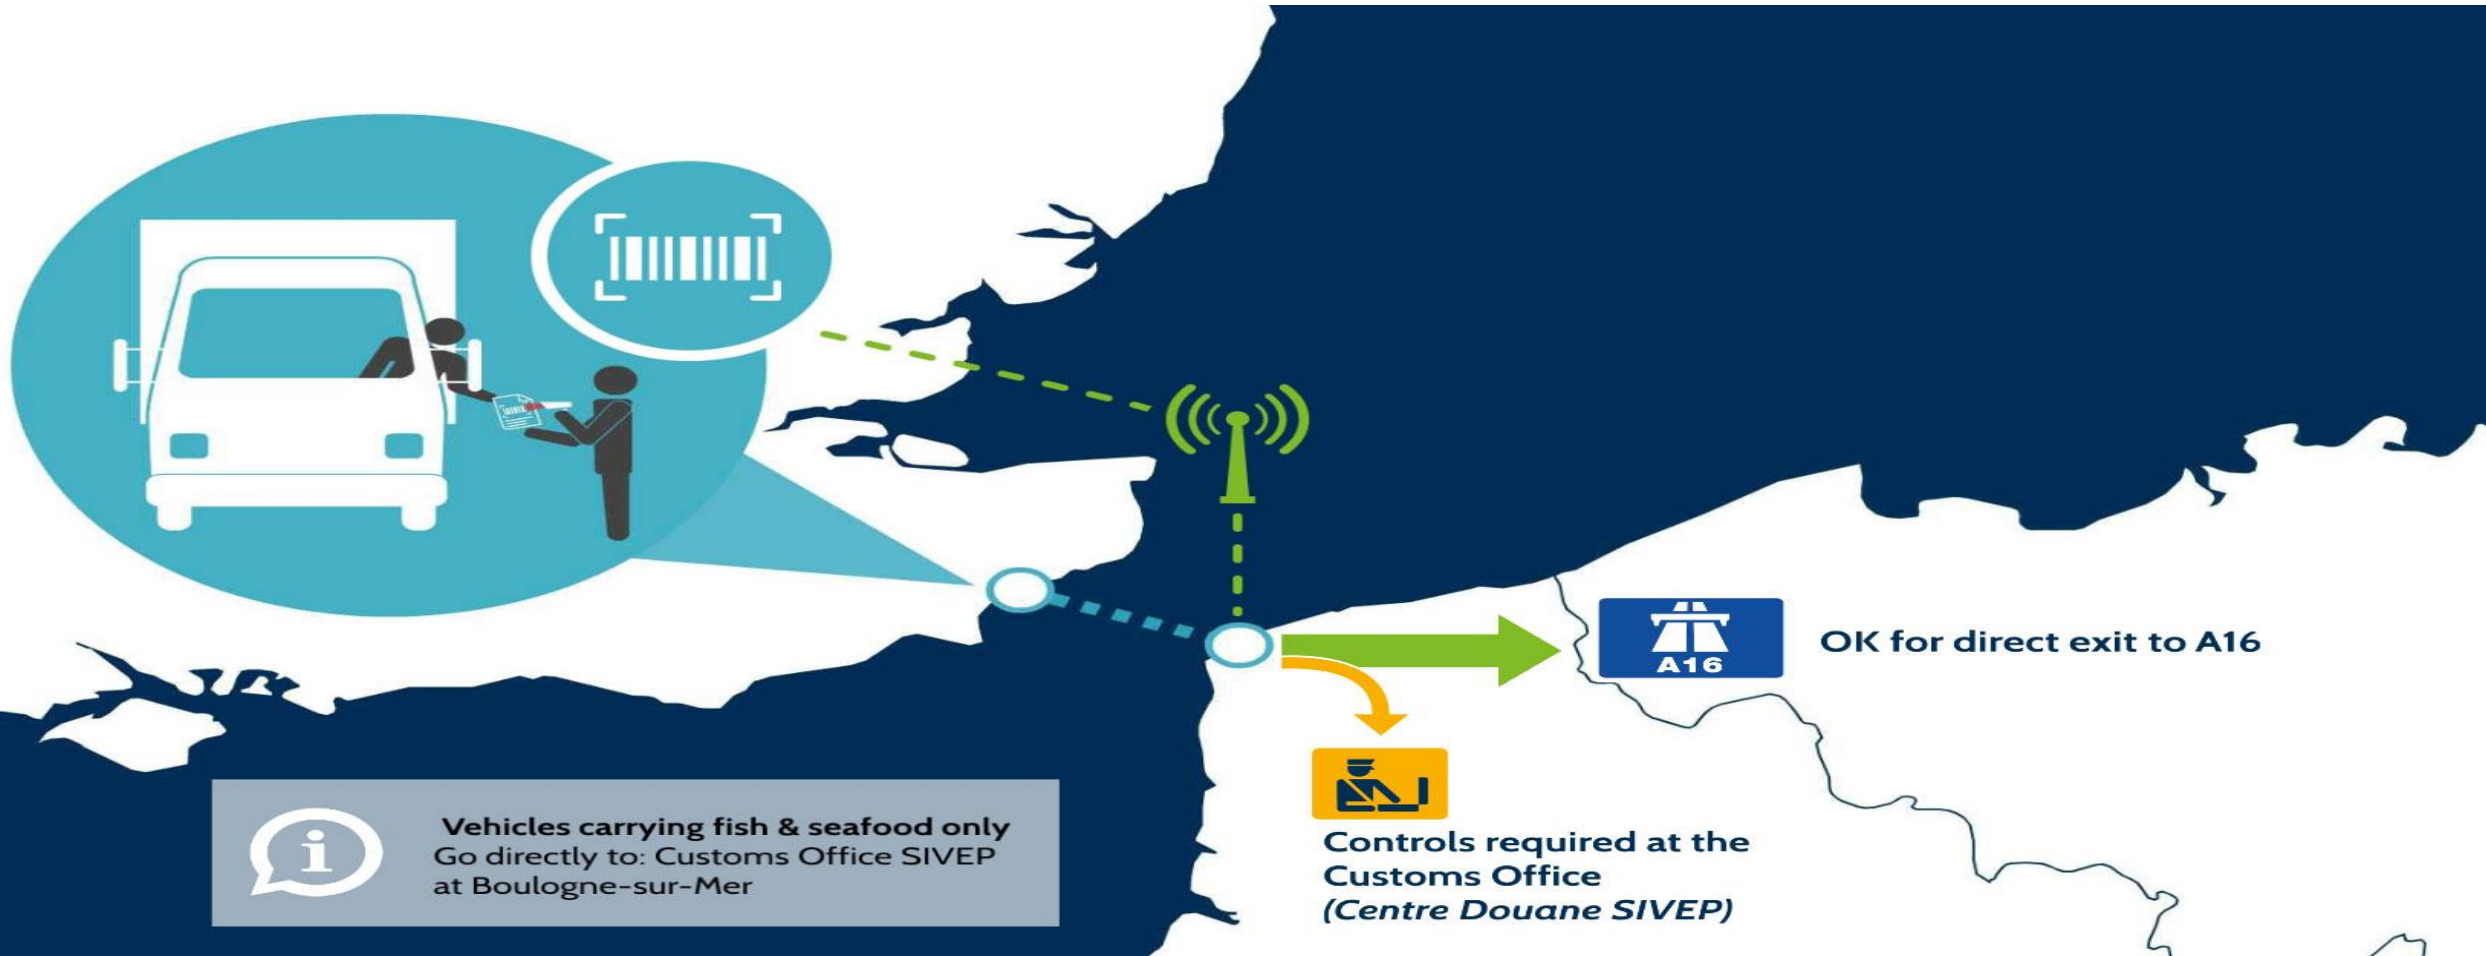 A16
OK for direct exit to A16
Vehicles carrying fish & seafood only
Go directly to: Customs Office SIVEP
at Boulogne-sur-Mer
Controls required at the
Customs Office
(Centre Douane SIVEP)